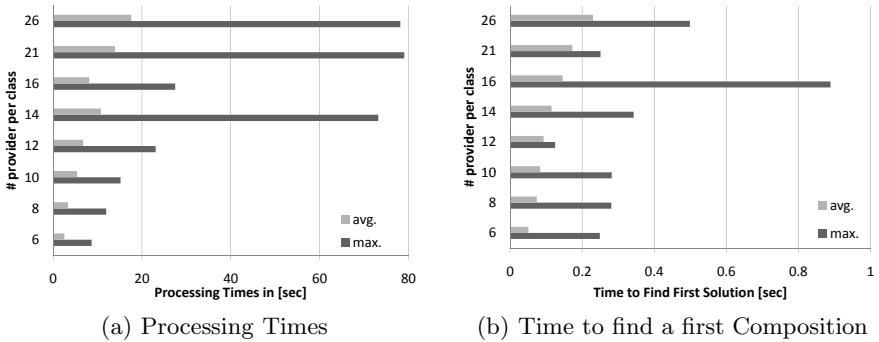 # provider per class
26
21
16
14
12
10
8
6
avg.
max.
0 20 40 60 80
Processing Times in [sec]
(a) Processing Times
# provider per class
26
21
16
14
12
10
8
6
avg.
max.
0 0.2 0.4 0.6 0.8 1
Time to Find First Solution [sec]
(b) Time to find a first Composition